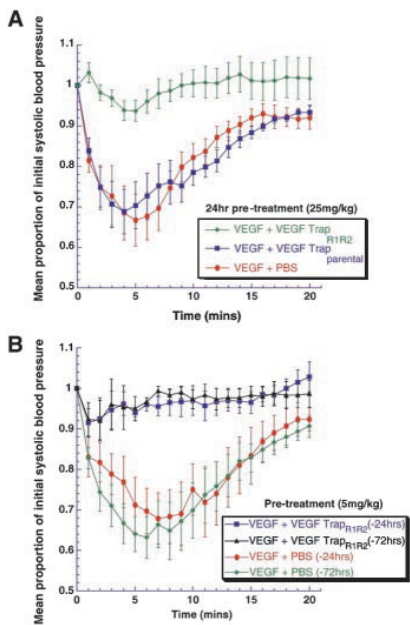 A
Mean proportion of initial systolic blood pressure
1.1
1
0.9
0.8
0.7
0.6
0.5
24hr pre-treatment (25mg/kg)
VEGF + VEGF Trap R1R2
VEGF + VEGF Trap parental
VEGF + PBS
0 5 10 15 20
Time (mins)
B
Mean proportion of initial systolic blood pressure
1.1
1
0.9
0.8
0.7
0.6
0.5
Pre-treatment (5mg/kg)
VEGF + VEGF TrapR1R2(-24hrs)
VEGF + VEGF TrapR1R2(-72hrs)
VEGF + PBS (-24hrs)
VEGF + PBS (-72hrs)
0 5 10 15 20
Time (mins)